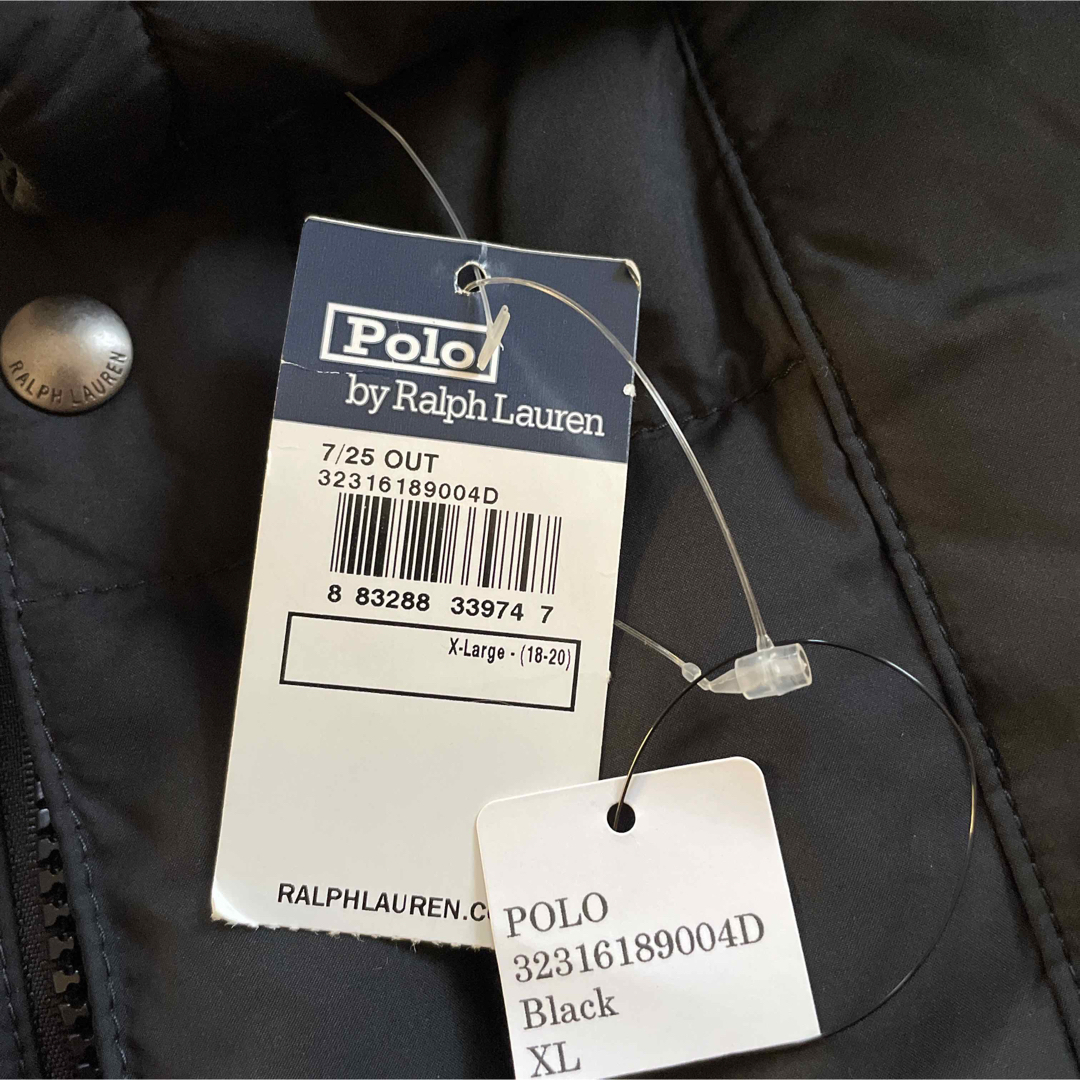 RALPH LAUREN
Polo
by Ralph Lauren
7/25 OUT
32316189004D
8 83288 33974 7
X-Large - (18-20)
RALPHLAUREN.C
POLO
32316189004D
Black
XL